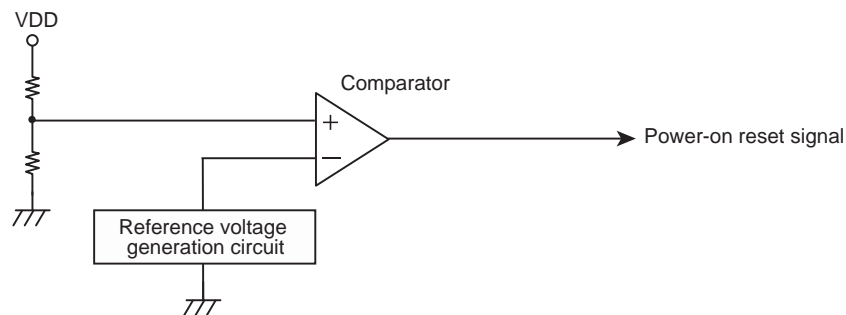 VDD
Comparator
+
−
Power-on reset signal
Reference voltage
generation circuit